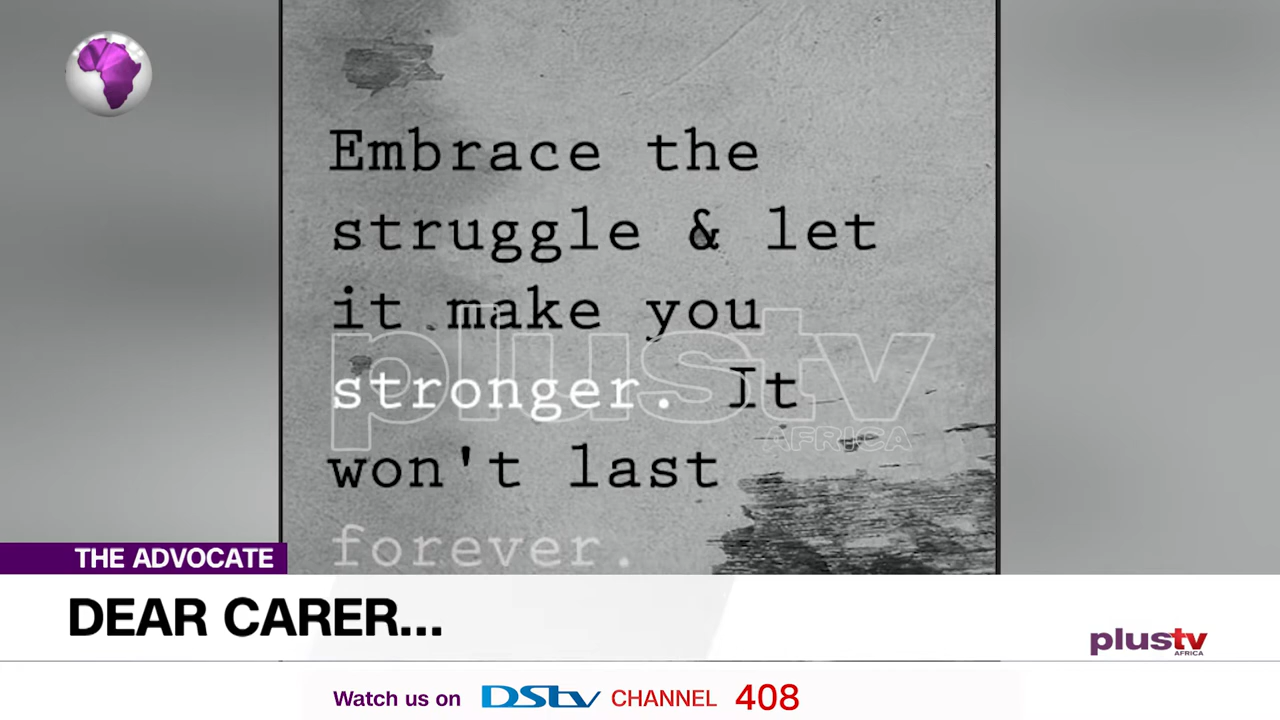 Embrace the
struggle & let
it make you
stronger. It
won't last
forever.
plustv
AFRICA
THE ADVOCATE
DEAR CARER...
plustv
AFRICA
Watch us on DStv CHANNEL 408